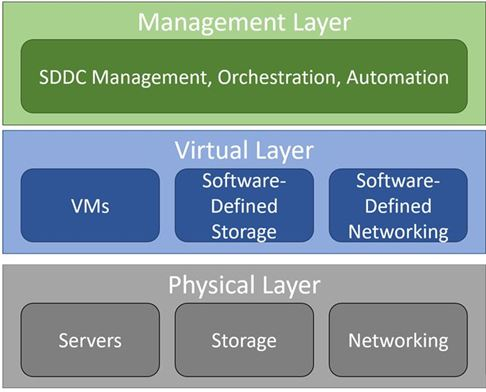 Management Layer
SDDC Management, Orchestration, Automation
Virtual Layer
VMs
Software-
Defined
Storage
Software-
Defined
Networking
Physical Layer
Servers
Storage
Networking